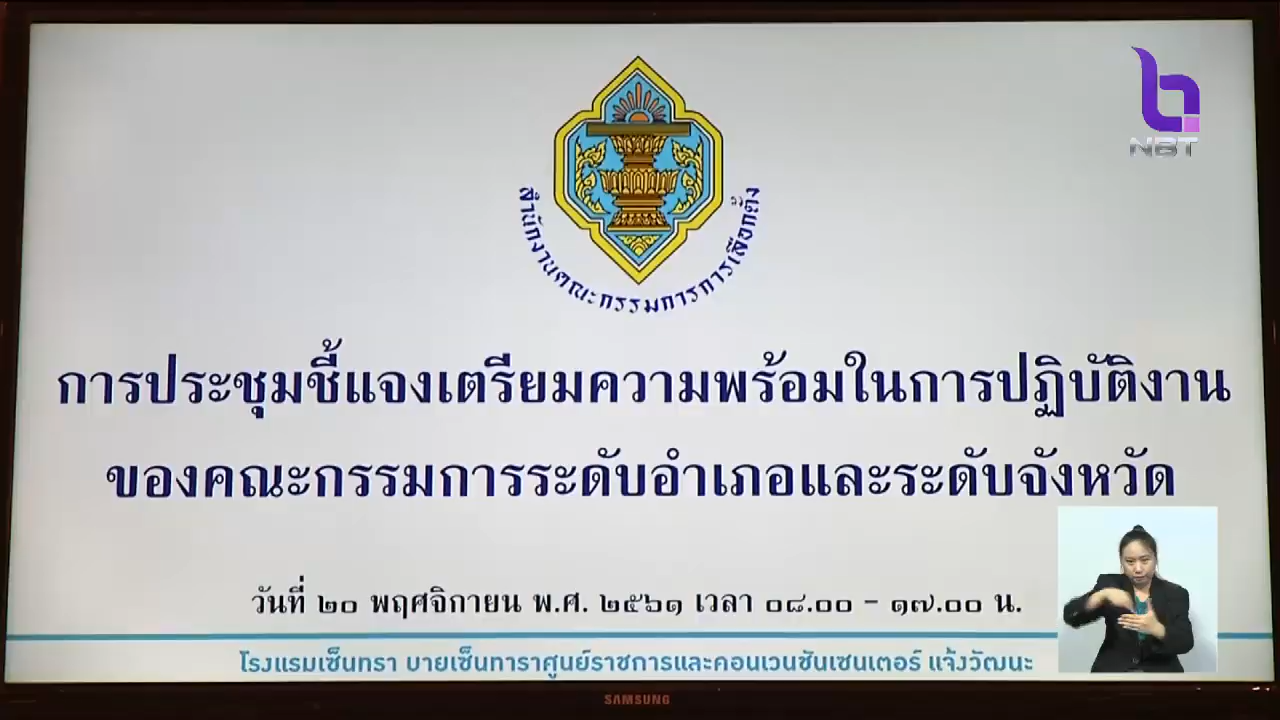 NBT
สำนักงานคณะกรรมการการเลือกตั้ง
การประชุมชี้แจงเตรียมความพร้อมในการปฏิบัติงาน
ของคณะกรรมการระดับอำเภอและระดับจังหวัด
วันที่ ๒๐ พฤศจิกายน พ.ศ. ๒๕๖๑ เวลา ๐๘.๐๐ - ๑๗.๐๐ น.
โรงแรมเซ็นทรา บายเซ็นทาราศูนย์ราชการและคอนเวนชันเซนเตอร์ แจ้งวัฒนะ
SAMSUNG